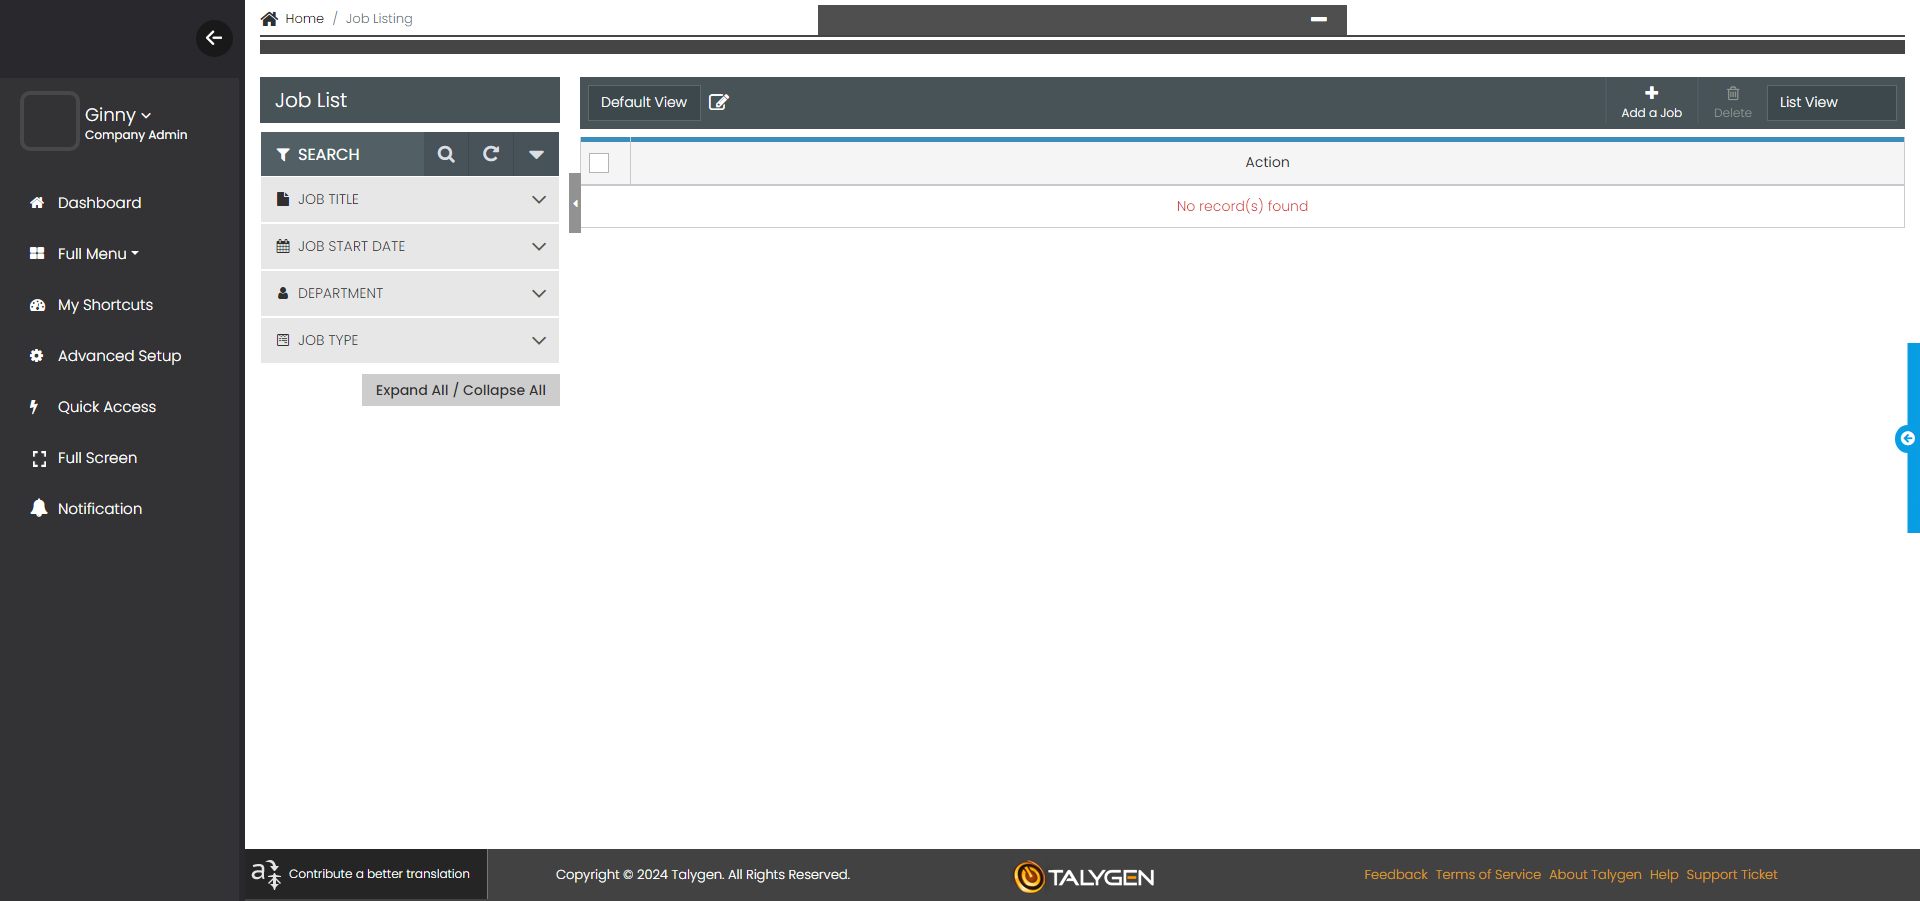 Home / Job Listing
Ginny
Company Admin
Dashboard
Full Menu
My Shortcuts
Advanced Setup
Quick Access
Full Screen
Notification
Job List
SEARCH
JOB TITLE
JOB START DATE
DEPARTMENT
JOB TYPE
Expand All / Collapse All
Default View
Add a Job
Delete
List View
Action
No record(s) found
Contribute a better translation
Copyright © 2024 Talygen. All Rights Reserved.
TALYGEN
Feedback Terms of Service About Talygen Help Support Ticket